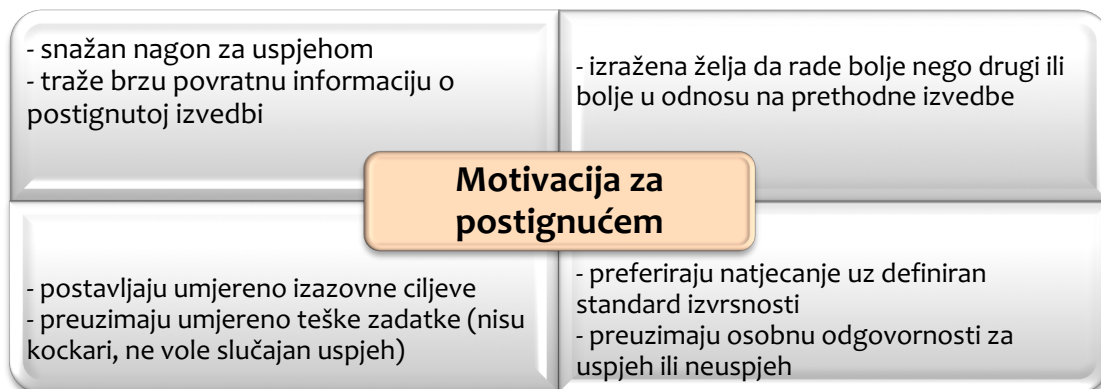 - snažan nagon za uspjehom
- traže brzu povratnu informaciju o
postignutoj izvedbi
- izražena želja da rade bolje nego drugi ili
bolje u odnosu na prethodne izvedbe
Motivacija za
postignućem
- postavljaju umjereno izazovne ciljeve
- preuzimaju umjereno teške zadatke (nisu
kockari, ne vole slučajan uspjeh)
- preferiraju natjecanje uz definiran
standard izvrsnosti
- preuzimaju osobnu odgovornosti za
uspjeh ili neuspjeh